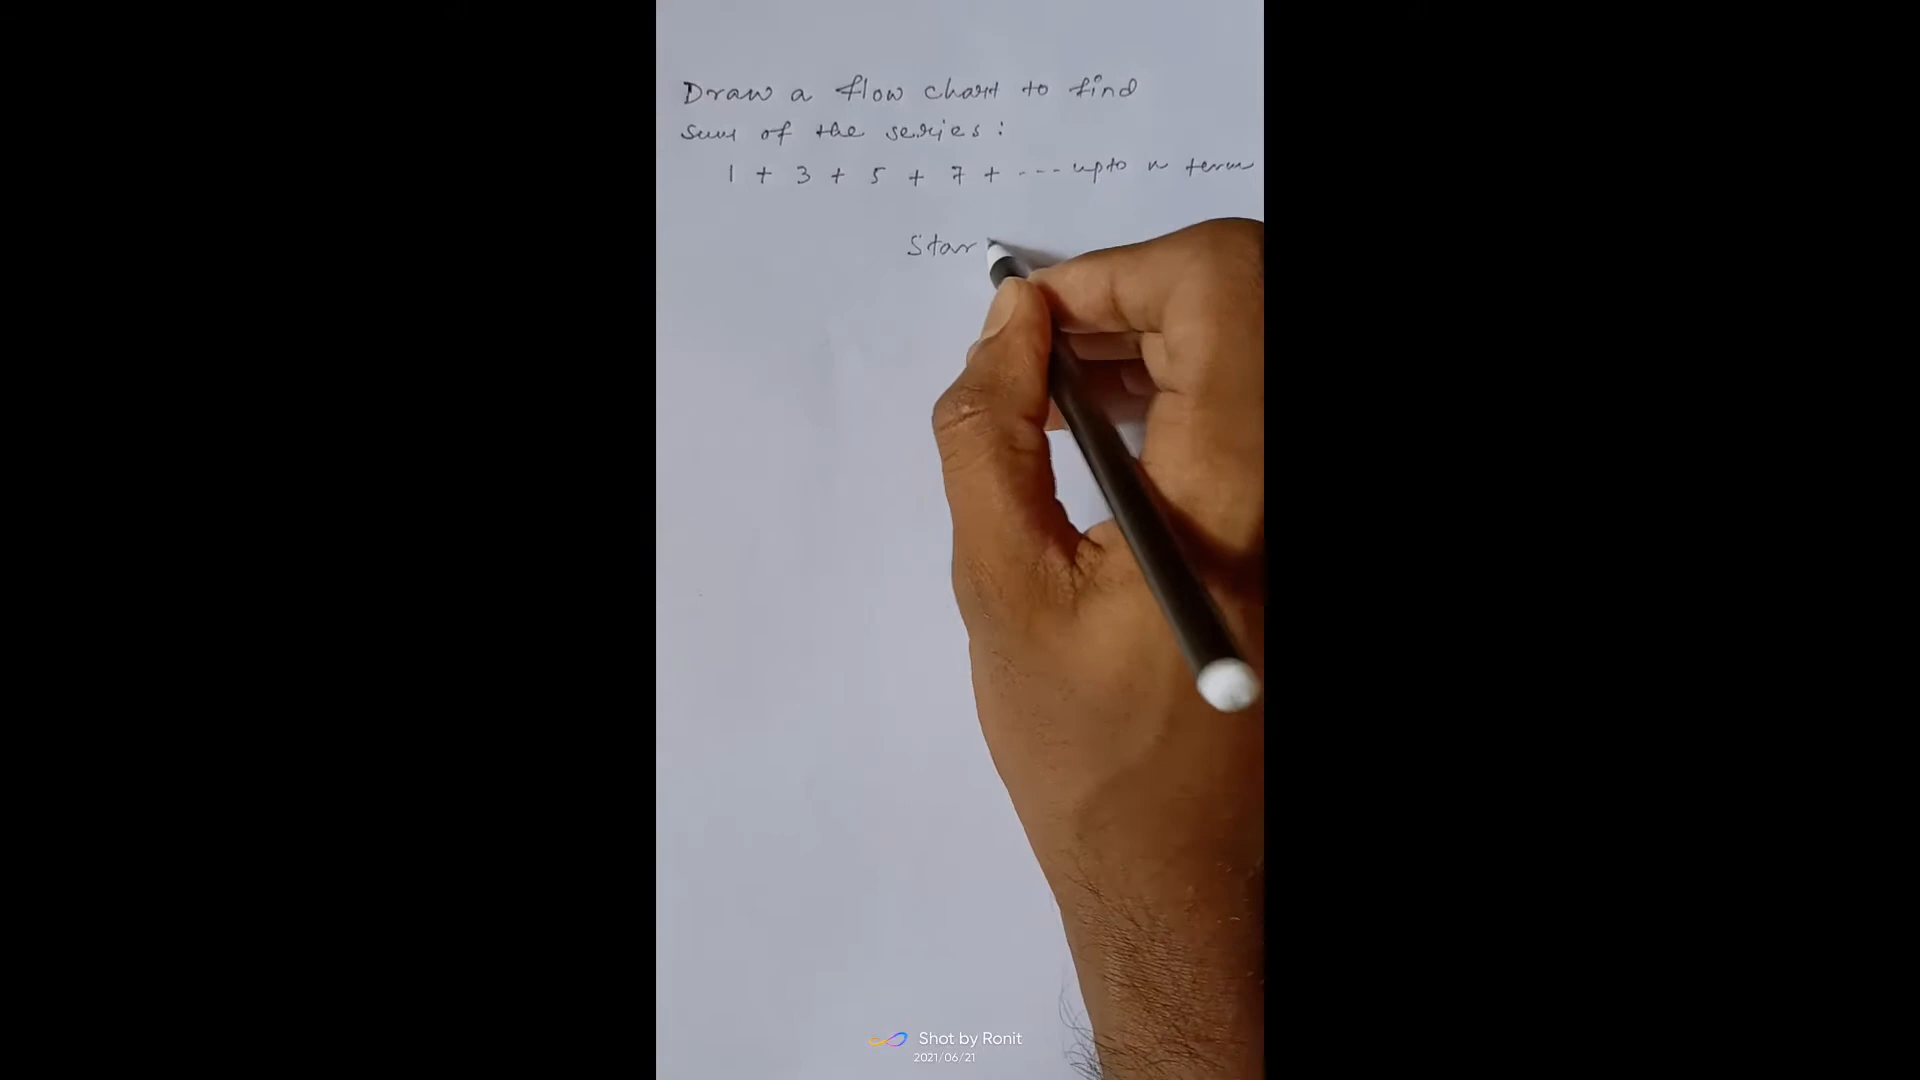 Draw a flow chart to find
sum of the series:
1 + 3 + 5 + 7 + --- upto n term
Star
Shot by Ronit
2021/06/21